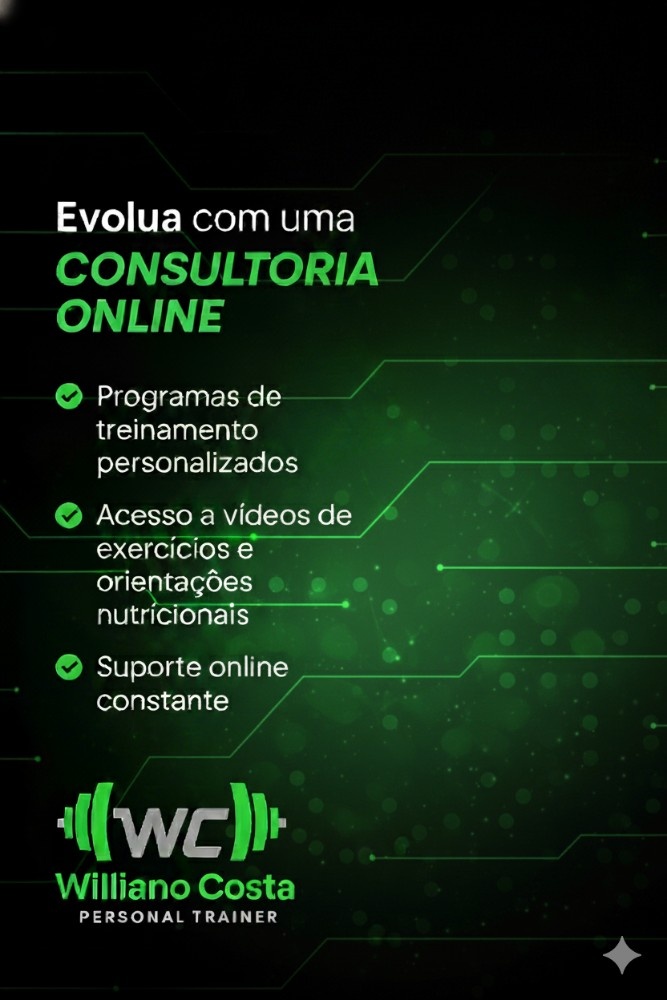 Evolua com uma
CONSULTORIA
ONLINE
Programas de
treinamento
personalizados
Acesso a vídeos de
exercícios e
orientações
nutricionais
Suporte online
constante
WC
Williano Costa
PERSONAL TRAINER